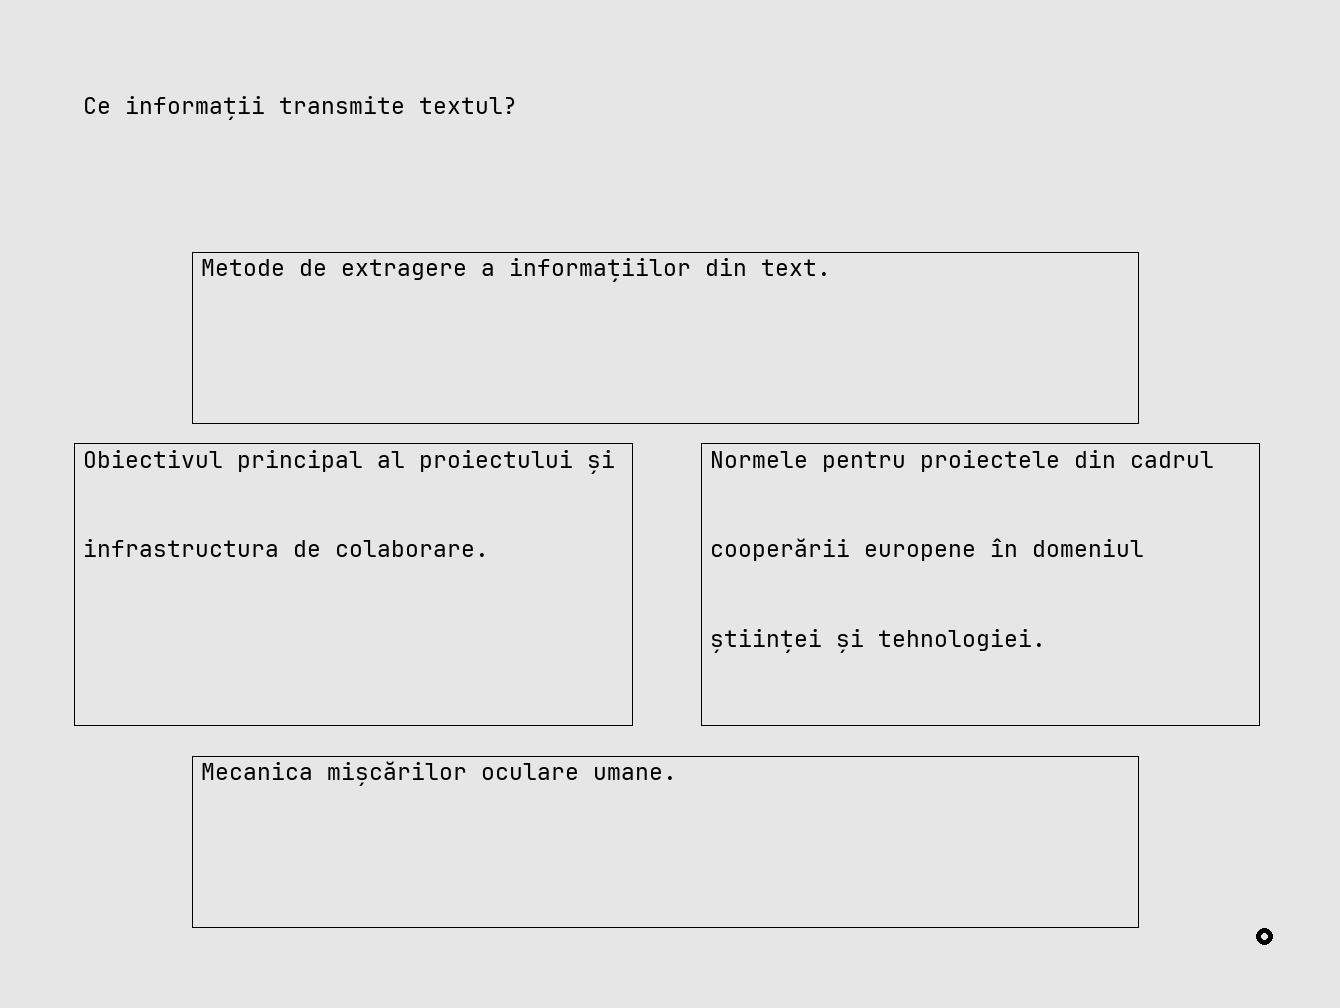 Ce informații transmite textul?
Metode de extragere a informațiilor din text.
Obiectivul principal al proiectului și
infrastructura de colaborare.
Normele pentru proiectele din cadrul
cooperării europene în domeniul
științei și tehnologiei.
Mecanica mișcărilor oculare umane.